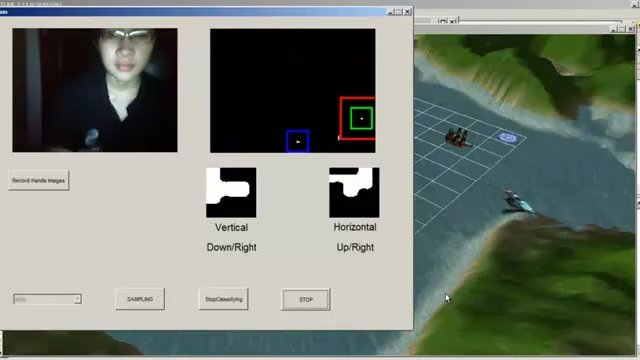 Record Hands Images
Vertical
Horizontal
Down/Right
Up/Right
SAMPLING
StopClassifying
STOP